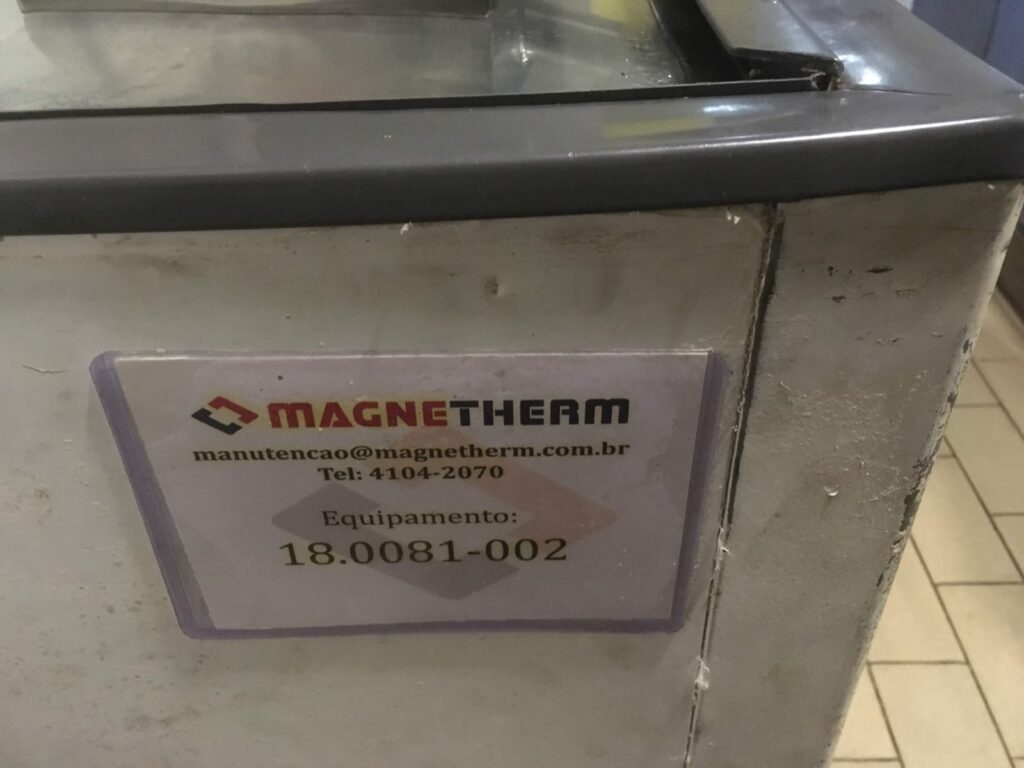 MAGNETHERM
manutencao@magnetherm.com.br
Tel: 4104-2070
Equipamento:
18.0081-002